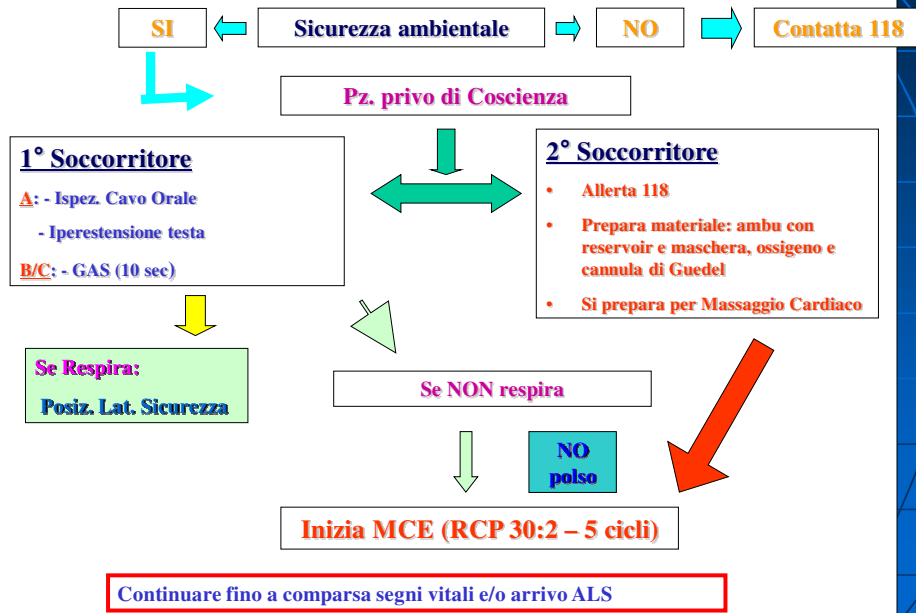 SI
Sicurezza ambientale
NO
Contatta 118
Pz. privo di Coscienza
1° Soccorritore
A: - Ispez. Cavo Orale
- Iperestensione testa
B/C: - GAS (10 sec)
2° Soccorritore
• Allerta 118
• Prepara materiale: ambu con
reservoir e maschera, ossigeno e
cannula di Guedel
• Si prepara per Massaggio Cardiaco
Se Respira:
Posiz. Lat. Sicurezza
Se NON respira
NO
polso
Inizia MCE (RCP 30:2 – 5 cicli)
Continuare fino a comparsa segni vitali e/o arrivo ALS